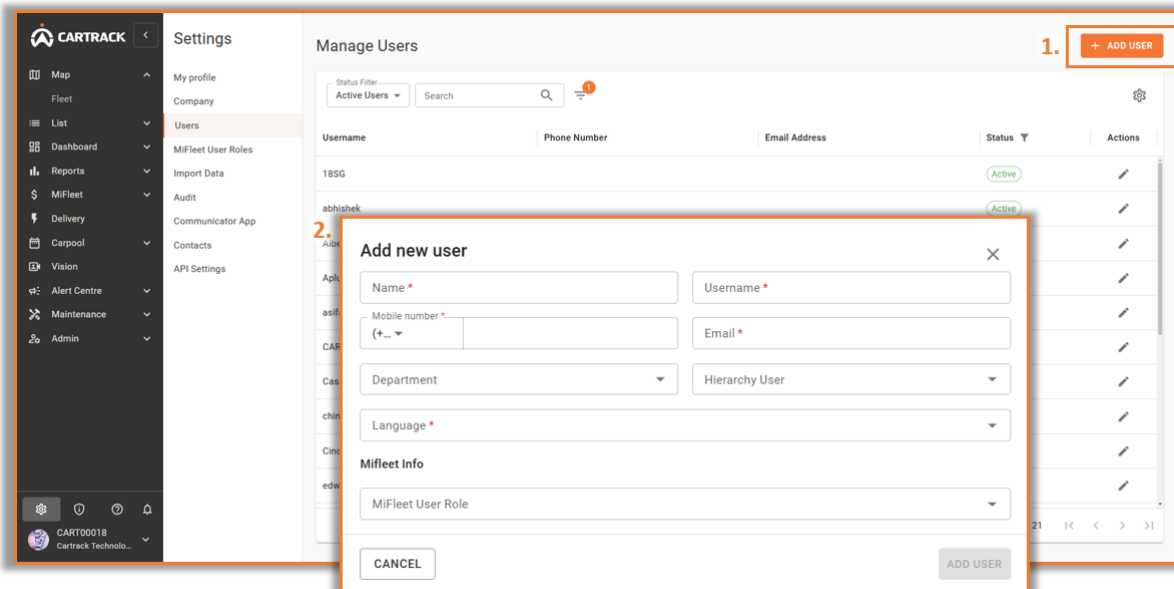 CARTRACK
Map
Fleet
List
Dashboard
Reports
MiFleet
Delivery
Carpool
Vision
Alert Centre
Maintenance
Admin
CART00018
Cartrack Technolo...
Settings
My profile
Company
Users
MiFleet User Roles
Import Data
Audit
Communicator App
Contacts
API Settings
Manage Users
1.
+ ADD USER
Status Filter
Active Users
Search
1
Username Phone Number Email Address Status Actions
18SG Active
abhishek Active
2.
Add new user
Name *
Username *
Mobile number *
(+...
Email *
Department
Hierarchy User
Language *
Mifleet Info
MiFleet User Role
CANCEL
ADD USER
21